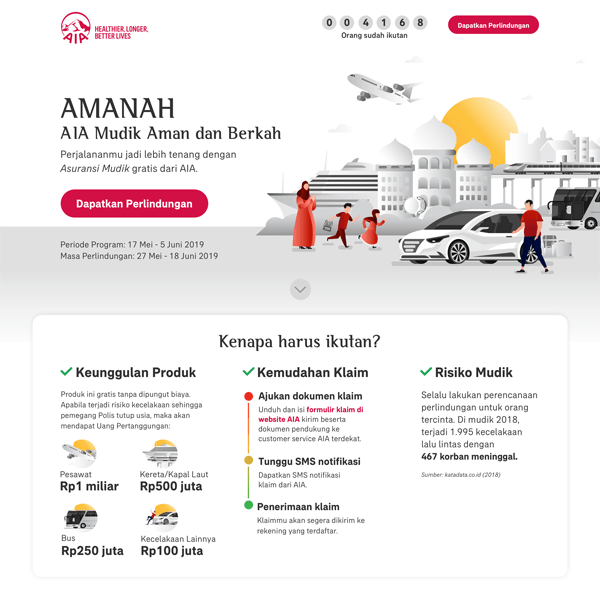 AIA
HEALTHIER, LONGER,
BETTER LIVES
004168
Orang sudah ikutan
Dapatkan Perlindungan
AMANAH
AIA Mudik Aman dan Berkah
Perjalananmu jadi lebih tenang dengan
Asuransi Mudik gratis dari AIA.
Dapatkan Perlindungan
Periode Program: 17 Mei - 5 Juni 2019
Masa Perlindungan: 27 Mei - 18 Juni 2019
Kenapa harus ikutan?
Keunggulan Produk
Produk ini gratis tanpa dipungut biaya.
Apabila terjadi risiko kecelakaan sehingga
pemegang Polis tutup usia, maka akan
mendapat Uang Pertanggungan:
Pesawat
Rp1 miliar
Kereta/Kapal Laut
Rp500 juta
Bus
Rp250 juta
Kecelakaan Lainnya
Rp100 juta
Kemudahan Klaim
Ajukan dokumen klaim
Unduh dan isi formulir klaim di
website AIA kirim beserta
dokumen pendukung ke
customer service AIA terdekat.
Tunggu SMS notifikasi
Dapatkan SMS notifikasi
klaim dari AIA.
Penerimaan klaim
Klaimmu akan segera dikirim ke
rekening yang terdaftar.
Risiko Mudik
Selalu lakukan perencanaan
perlindungan untuk orang
tercinta. Di mudik 2018,
terjadi 1.995 kecelakaan
lalu lintas dengan
467 korban meninggal.
Sumber: katadata.co.id (2018)